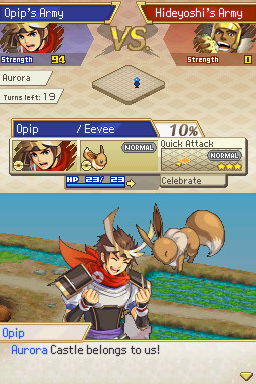 Opip's Army
Hideyoshi's Army
VS.
Strength 94
Strength 0
Aurora
Turns left: 19
Opip / Eevee 10%
NORMAL
Quick Attack
NORMAL
HP 23/ 23
Celebrate
Opip
Aurora Castle belongs to us!